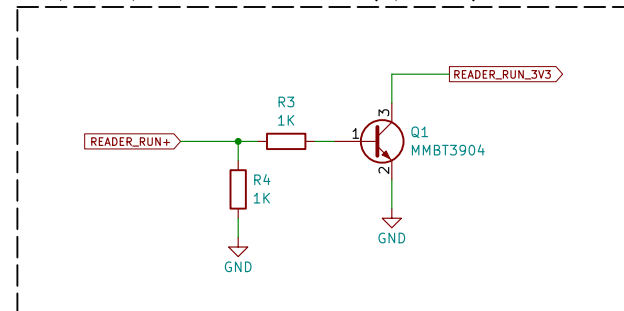 READER_RUN_3V3
R3
1K
3
READER_RUN+
1
Q1
MMBT3904
2
R4
1K
GND
GND